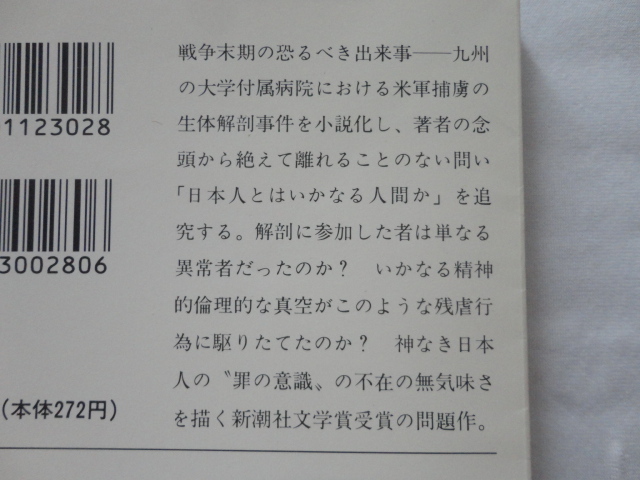 戦争末期の恐るべき出来事――九州
の大学付属病院における米軍捕虜の
生体解剖事件を小説化し、著者の念
頭から絶えて離れることのない問い
「日本人とはいかなる人間か」を追
究する。解剖に参加した者は単なる
異常者だったのか？　いかなる精神
的倫理的な真空がこのような残虐行
為に駆りたてたのか？　神なき日本
人の〝罪の意識〟の不在の無気味さ
を描く新潮社文学賞受賞の問題作。
1123028
3002806
(本体272円)